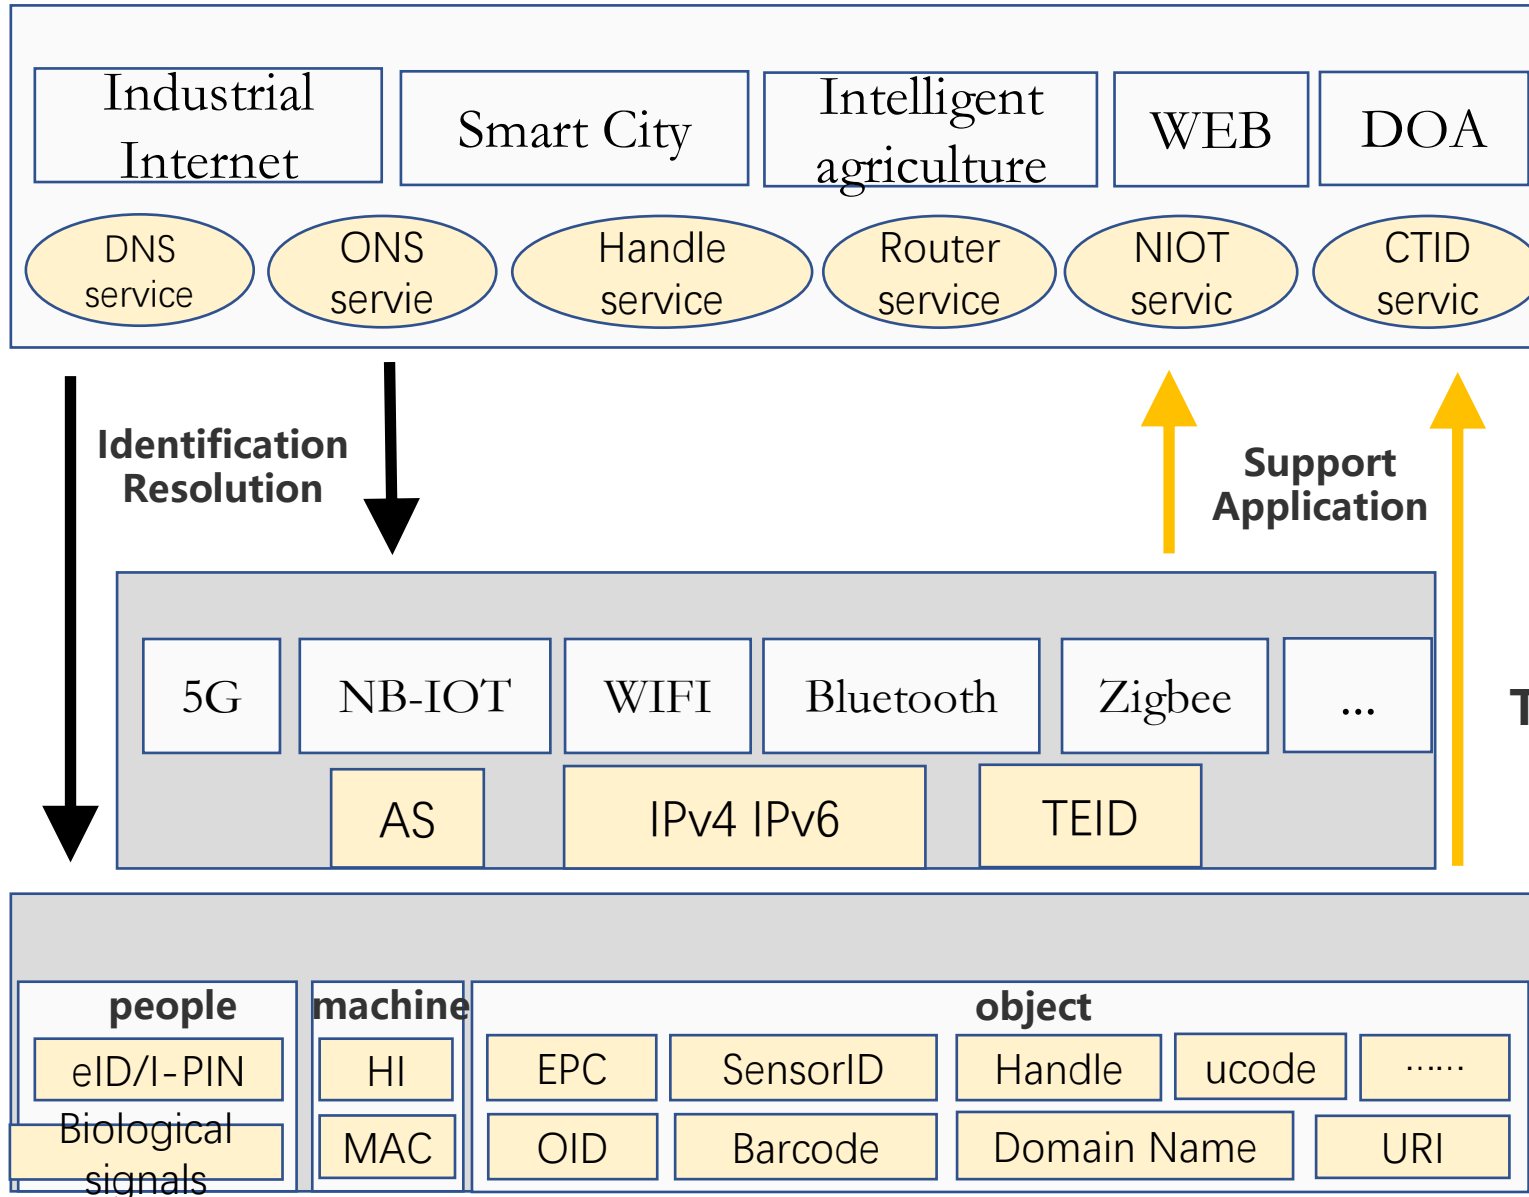 Industrial
Internet
Smart City
Intelligent
agriculture
WEB
DOA
DNS
service
ONS
servie
Handle
service
Router
service
NIOT
servic
CTID
servic
Identification
Resolution
Support
Application
5G
NB-IOT
WIFI
Bluetooth
Zigbee
...
T
AS
IPv4 IPv6
TEID
people
machine
object
eID/I-PIN
HI
EPC
SensorID
Handle
ucode
......
Biological
signals
MAC
OID
Barcode
Domain Name
URI